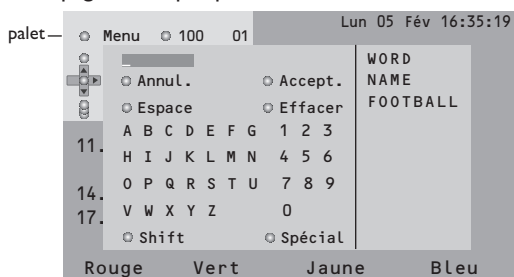 Lun 05 Fév 16:35:19
palet
Menu 100 01
WORD
Annul. Accept. NAME
Espace Effacer FOOTBALL
A B C D E F G 1 2 3
11.
H I J K L M N 4 5 6
O P Q R S T U 7 8 9
14.
V W X Y Z 0
17.
Shift Spécial
Rouge Vert Jaune Bleu